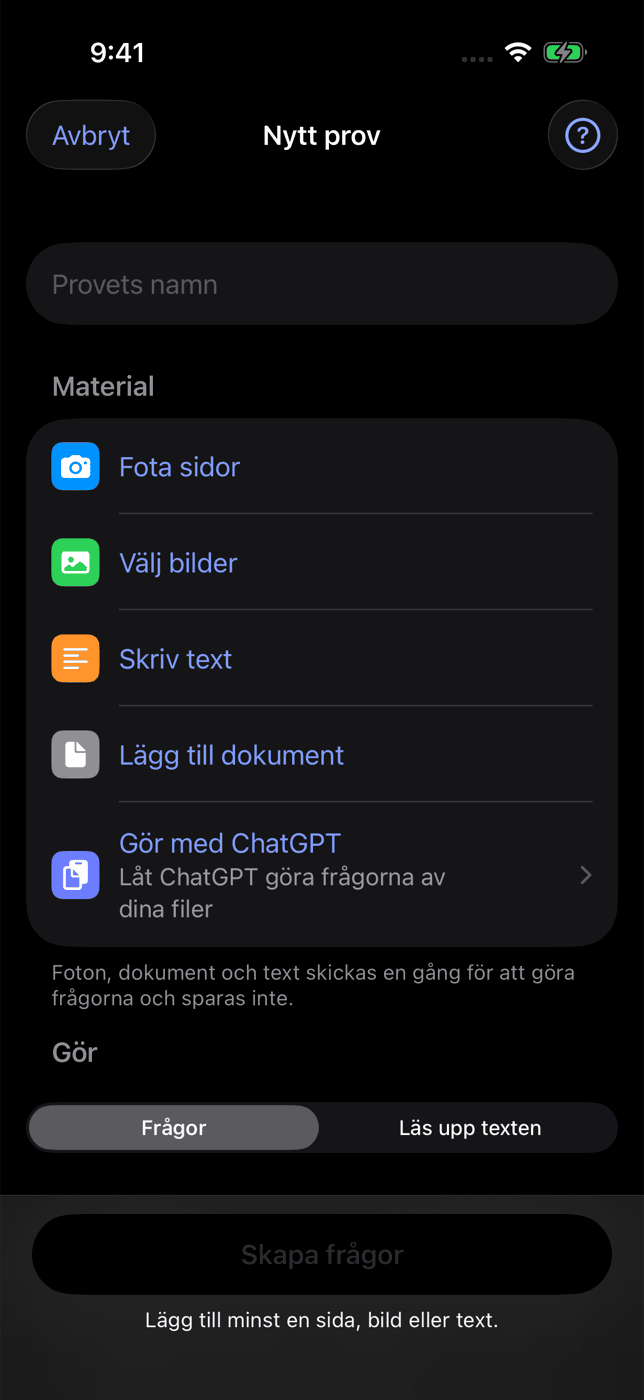 9:41
Avbryt
Nytt prov
?
Provets namn
Material
Fota sidor
Välj bilder
Skriv text
Lägg till dokument
Gör med ChatGPT
Låt ChatGPT göra frågorna av
dina filer
Foton, dokument och text skickas en gång för att göra
frågorna och sparas inte.
Gör
Frågor
Läs upp texten
Skapa frågor
Lägg till minst en sida, bild eller text.